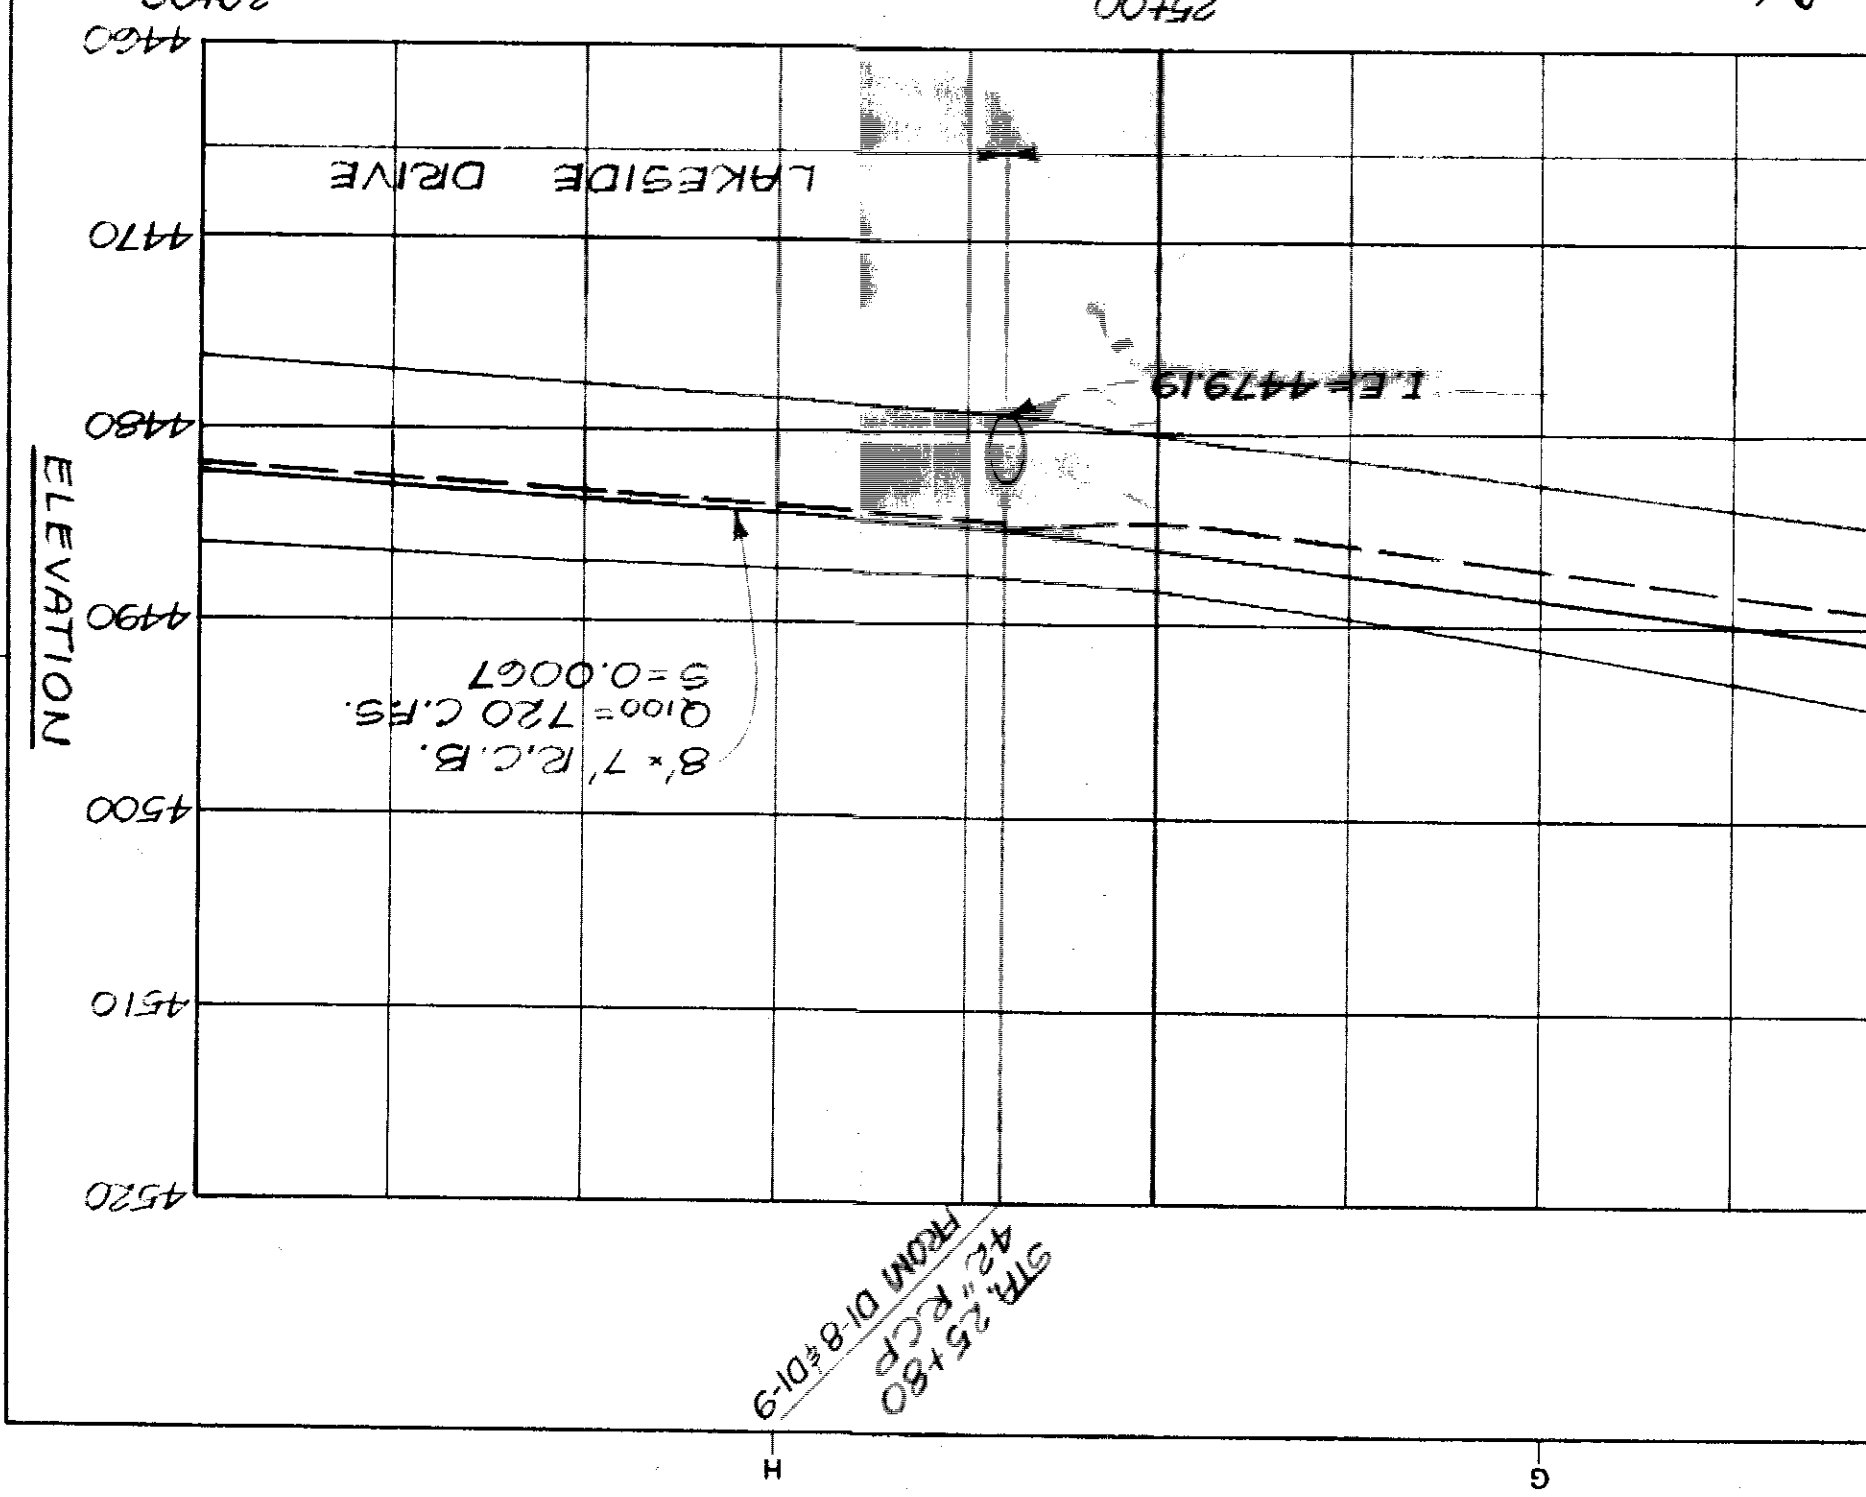 G
H
STA. 25+80
42" R.C.P
FROM DI-8 & DI-9
4520
4510
4500
4490
4480
4470
4460
ELEVATION
8' x 7' R.C.B.
Q100 = 720 C.F.S.
S = 0.0067
I.E. = 4479.19
LAKESIDE DRIVE
25+00